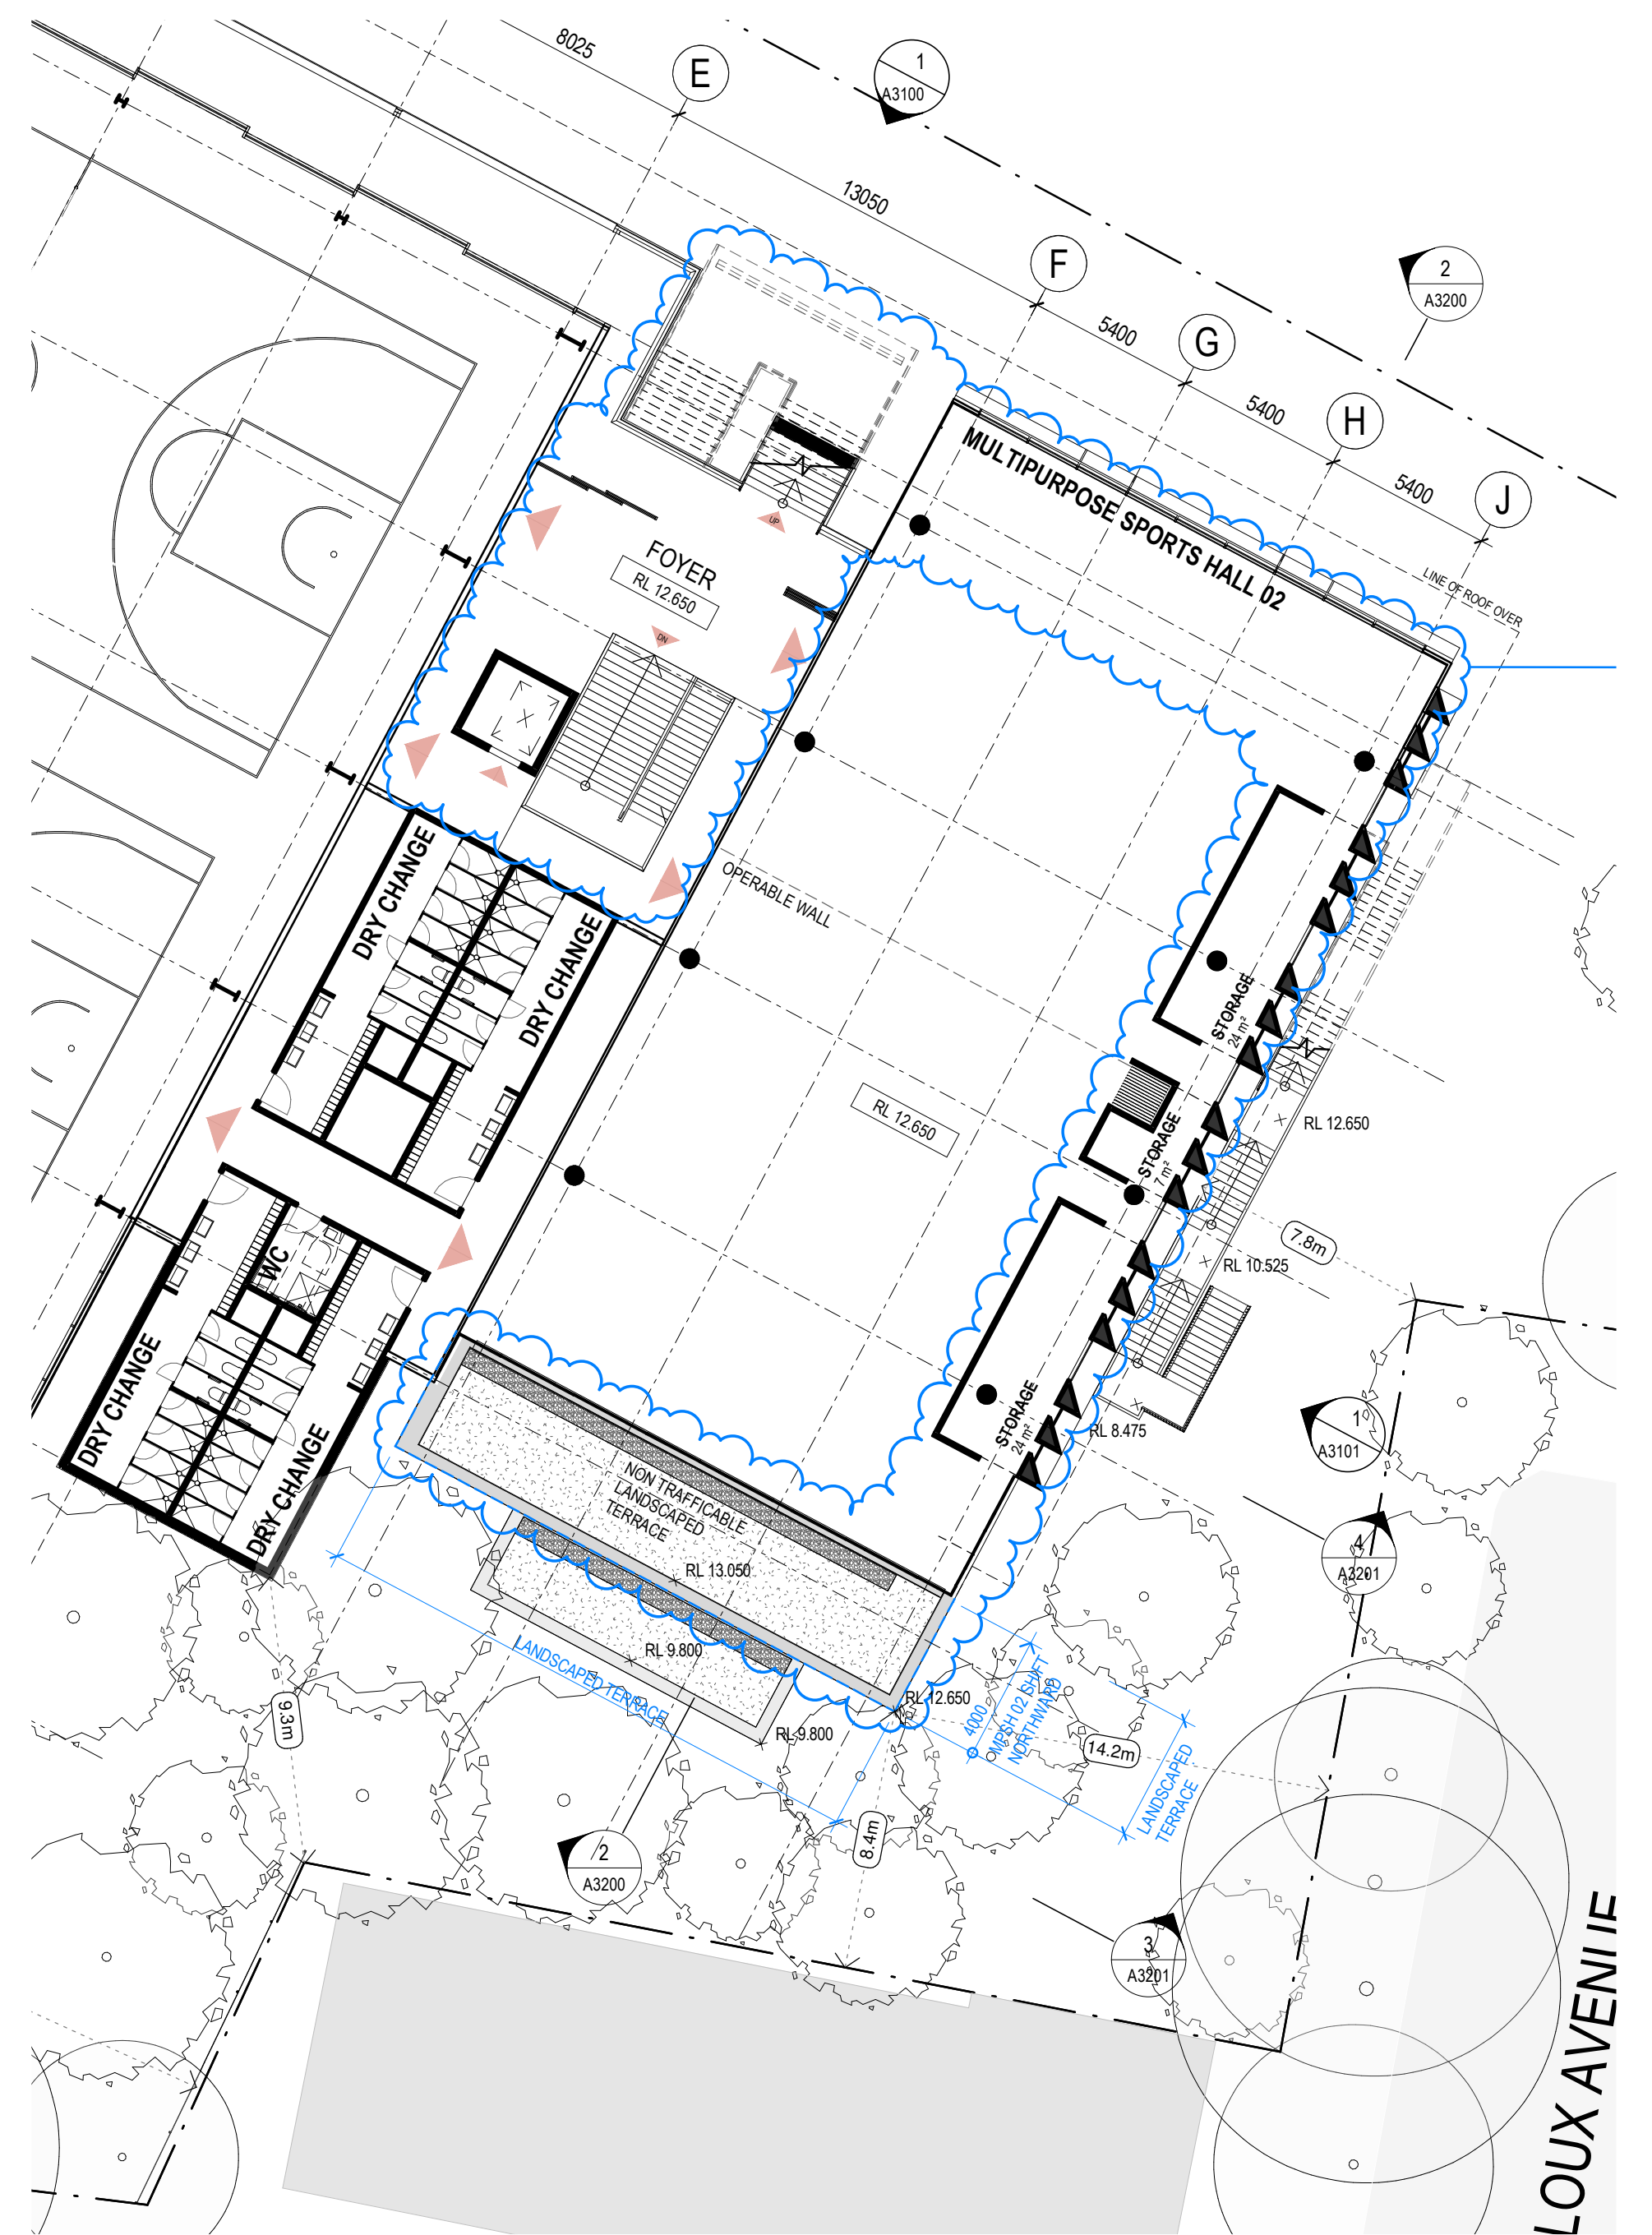 8025
E
1
A3100
13050
F
2
A3200
5400
G
5400
H
5400
J
MULTIPURPOSE SPORTS HALL 02
LINE OF ROOF OVER
UP
FOYER
RL 12.650
DN
OPERABLE WALL
DRY CHANGE
DRY CHANGE
STORAGE
24 m²
RL 12.650
STORAGE
7 m²
RL 12.650
7.8m
RL 10.525
WC
DRY CHANGE
DRY CHANGE
STORAGE
24 m²
RL 8.475
1
A3101
NON TRAFFICABLE
LANDSCAPED
TERRACE
RL 13.050
4
A3201
RL 9.800
LANDSCAPED TERRACE
RL 12.650
4000
MPSH 02 SHIFT
NORTHWARD
9.3m
RL 9.800
14.2m
LANDSCAPED
TERRACE
8.4m
2
A3200
3
A3201
LOUX AVENUE